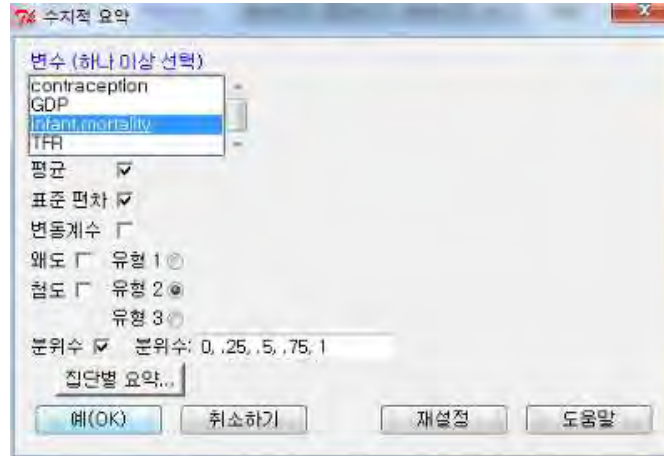 수치적 요약
변수 (하나 이상 선택)
contraception
GDP
infant.mortality
TFR
평균
표준 편차
변동계수
왜도 유형 1
첨도 유형 2
유형 3
분위수 분위수: 0, .25, .5, .75, 1
집단별 요약...
예(OK) 취소하기 재설정 도움말